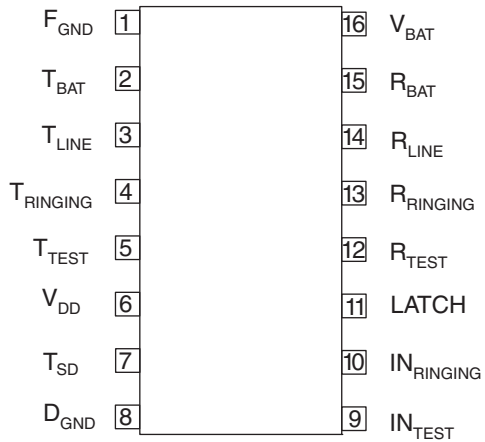 F_GND 1 16 V_BAT
T_BAT 2 15 R_BAT
T_LINE 3 14 R_LINE
T_RINGING 4 13 R_RINGING
T_TEST 5 12 R_TEST
V_DD 6 11 LATCH
T_SD 7 10 IN_RINGING
D_GND 8 9 IN_TEST